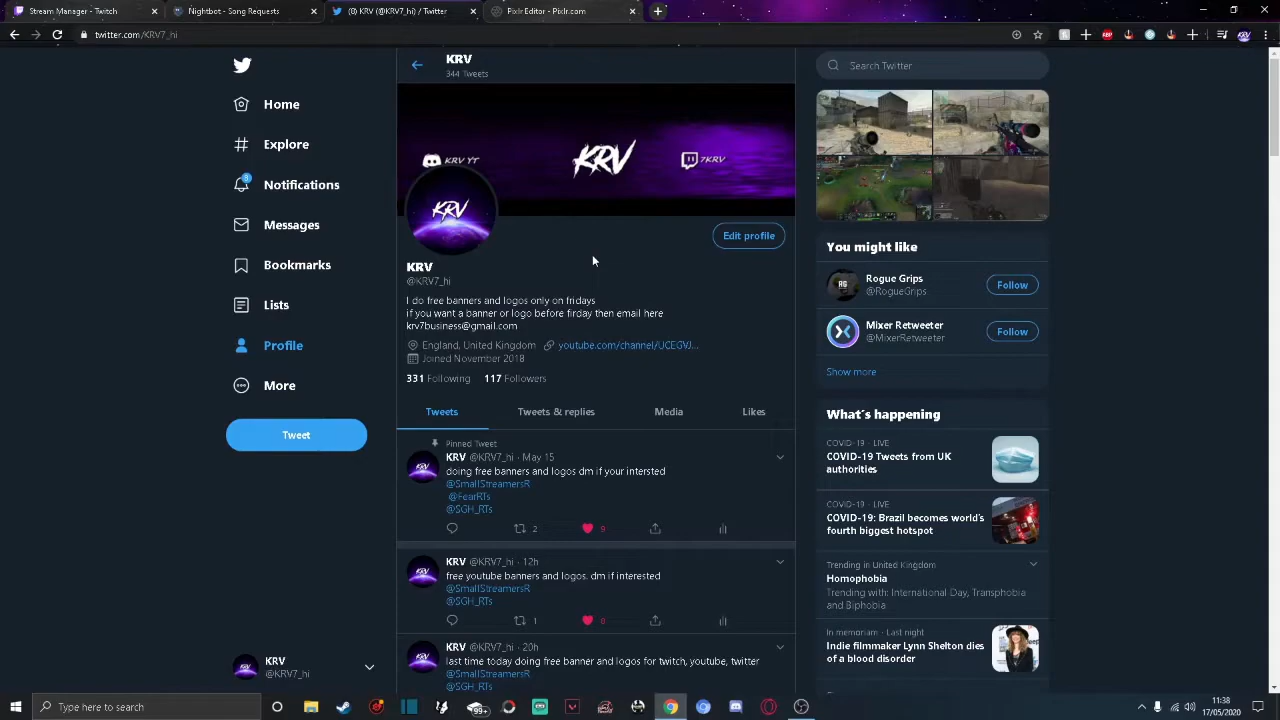 Stream Manager - Twitch
Nightbot - Song Requests
() KRV (@KRV7_hi) / Twitter
Pixlr Editor - Pixlr.com
twitter.com/KRV7_hi
KRV
344 Tweets
Search Twitter
Home
Explore
Notifications
Messages
Bookmarks
Lists
Profile
More
Tweet
KRV YT
KRV
7KRV
KRV
Edit profile
KRV
@KRV7_hi
I do free banners and logos only on fridays
if you want a banner or logo before firday then email here
krv7business@gmail.com
England, United Kingdom
youtube.com/channel/UCEGVJ...
Joined November 2018
331 Following
117 Followers
Tweets
Tweets & replies
Media
Likes
Pinned Tweet
KRV @KRV7_hi · May 15
doing free banners and logos dm if your intersted
@SmallStreamersR
@FearRTs
@SGH_RTs
2
9
KRV @KRV7_hi · 12h
free youtube banners and logos. dm if interested
@SmallStreamersR
@SGH_RTs
1
KRV @KRV7_hi · 20h
last time today doing free banner and logos for twitch, youtube, twitter
@SmallStreamersR
@SGH_RTs
You might like
Rogue Grips
@RogueGrips
Follow
Mixer Retweeter
@MixerRetweeter
Follow
Show more
What's happening
COVID-19 · LIVE
COVID-19 Tweets from UK
authorities
COVID-19 · LIVE
COVID-19: Brazil becomes world's
fourth biggest hotspot
Trending in United Kingdom
Homophobia
Trending with: International Day, Transphobia
and Biphobia
In memoriam · Last night
Indie filmmaker Lynn Shelton dies
of a blood disorder
KRV
@KRV7_hi
Type here to search
99+
11:38
17/05/2020